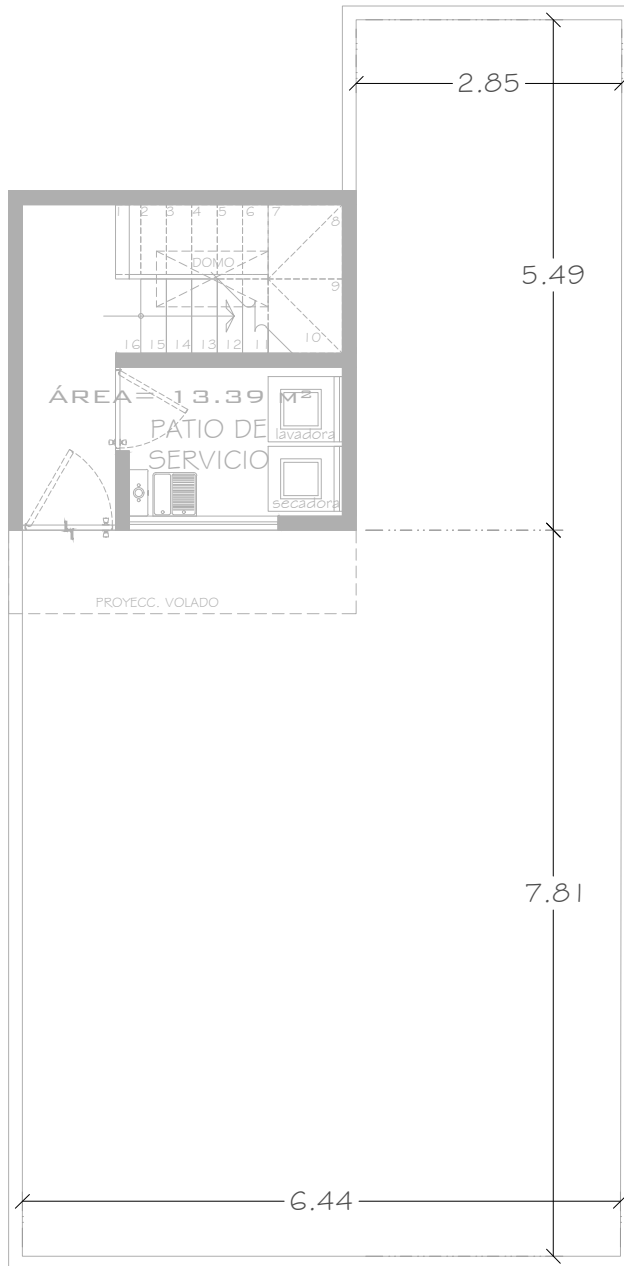 2.85
1 2 3 4 5 6 7
8
DOMO
5.49
9
10
16 15 14 13 12 11
ÁREA= 13.39 M²
PATIO DE
lavadora
SERVICIO
secadora
PROYECC. VOLADO
7.81
6.44